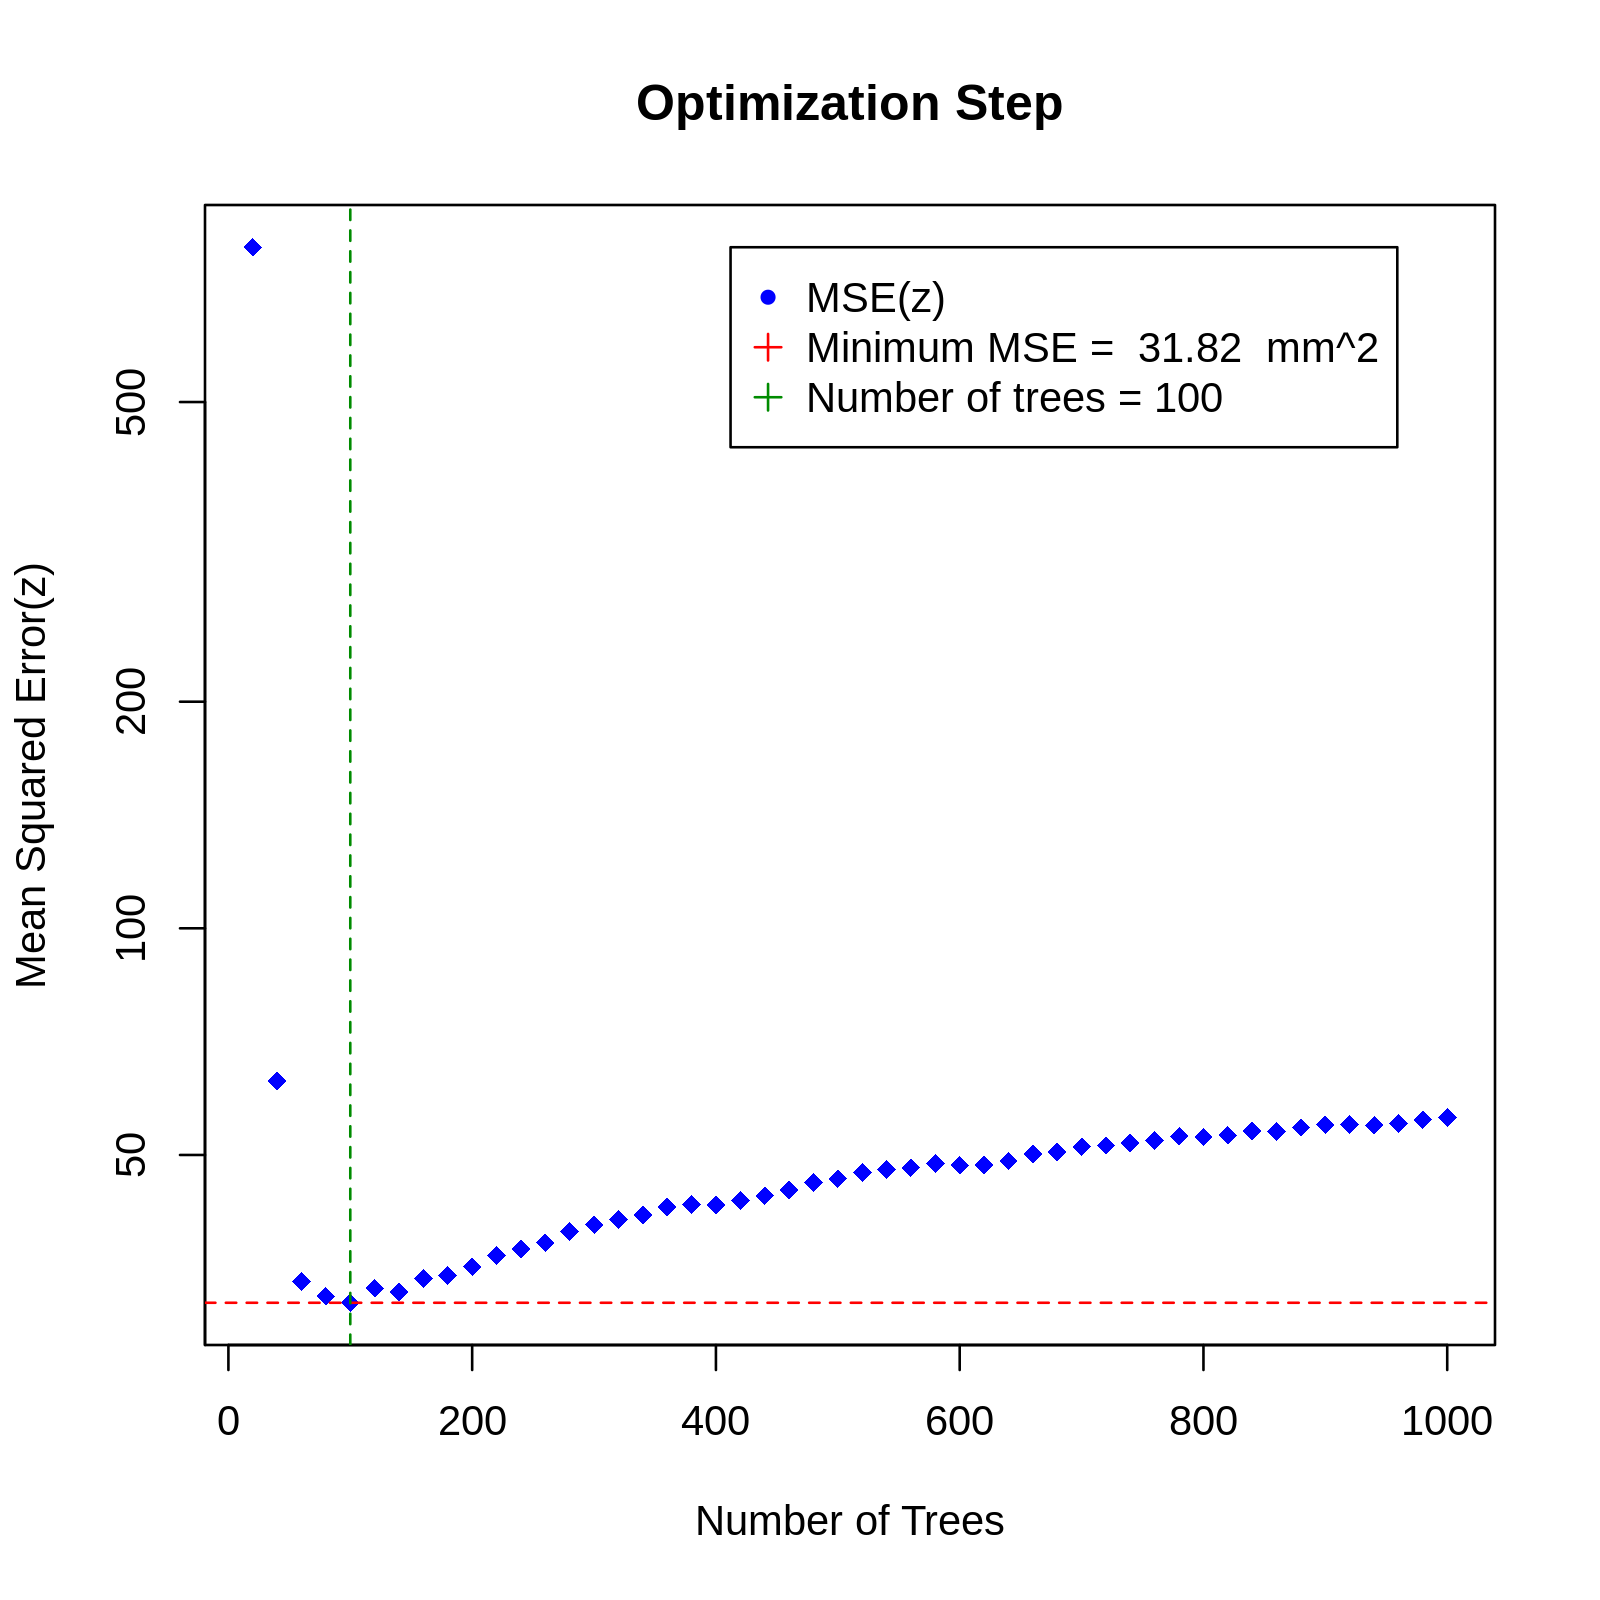 Optimization Step
MSE(z)
Minimum MSE =  31.82  mm^2
Number of trees = 100
Mean Squared Error(z)
500
200
100
50
0 200 400 600 800 1000
Number of Trees